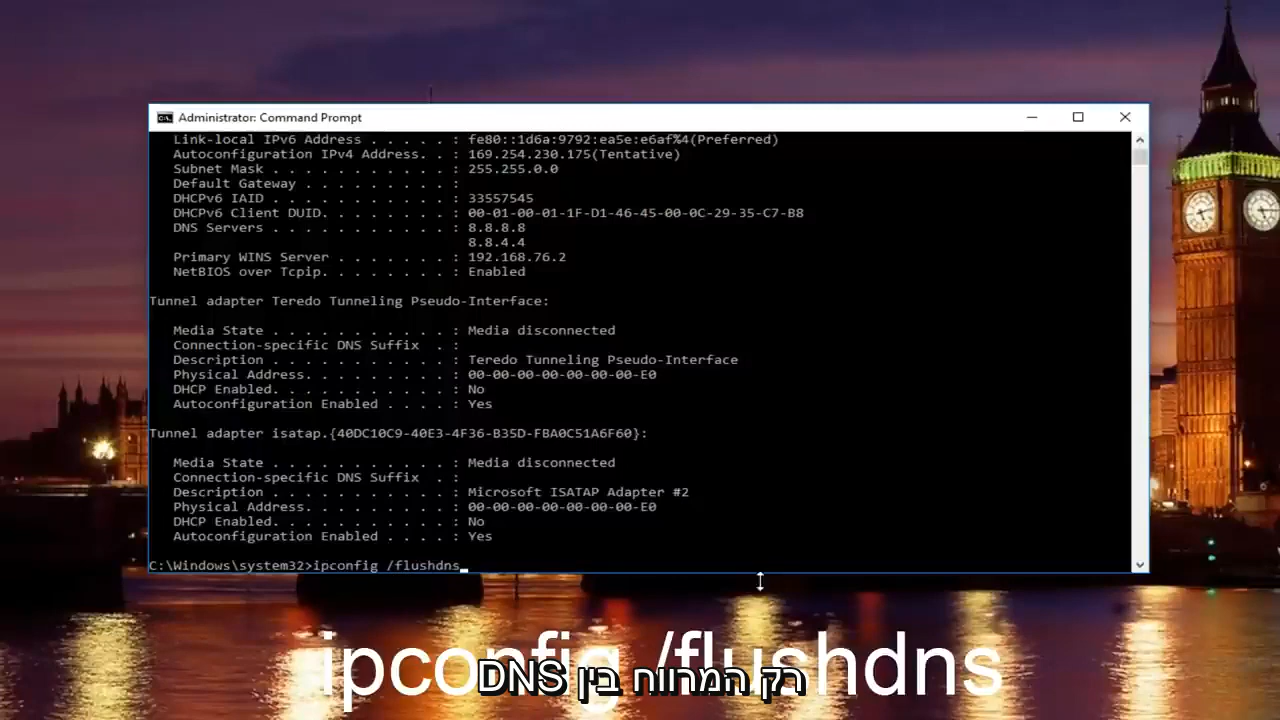 Administrator: Command Prompt
Link-local IPv6 Address . . . . . : fe80::1d6a:9792:ea5e:e6af%4(Preferred)
Autoconfiguration IPv4 Address. . : 169.254.230.175(Tentative)
Subnet Mask . . . . . . . . . . . : 255.255.0.0
Default Gateway . . . . . . . . . :
DHCPv6 IAID . . . . . . . . . . . : 33557545
DHCPv6 Client DUID. . . . . . . . : 00-01-00-01-1F-D1-46-45-00-0C-29-35-C7-B8
DNS Servers . . . . . . . . . . . : 8.8.8.8
8.8.4.4
Primary WINS Server . . . . . . . : 192.168.76.2
NetBIOS over Tcpip. . . . . . . . : Enabled
Tunnel adapter Teredo Tunneling Pseudo-Interface:
Media State . . . . . . . . . . . : Media disconnected
Connection-specific DNS Suffix  . :
Description . . . . . . . . . . . : Teredo Tunneling Pseudo-Interface
Physical Address. . . . . . . . . : 00-00-00-00-00-00-00-E0
DHCP Enabled. . . . . . . . . . . : No
Autoconfiguration Enabled . . . . : Yes
Tunnel adapter isatap.{40DC10C9-40E3-4F36-B35D-FBA0C51A6F60}:
Media State . . . . . . . . . . . : Media disconnected
Connection-specific DNS Suffix  . :
Description . . . . . . . . . . . : Microsoft ISATAP Adapter #2
Physical Address. . . . . . . . . : 00-00-00-00-00-00-00-E0
DHCP Enabled. . . . . . . . . . . : No
Autoconfiguration Enabled . . . . : Yes
C:\Windows\system32>ipconfig /flushdns
ipconfig /flushdns
רק המרווח בין DNS